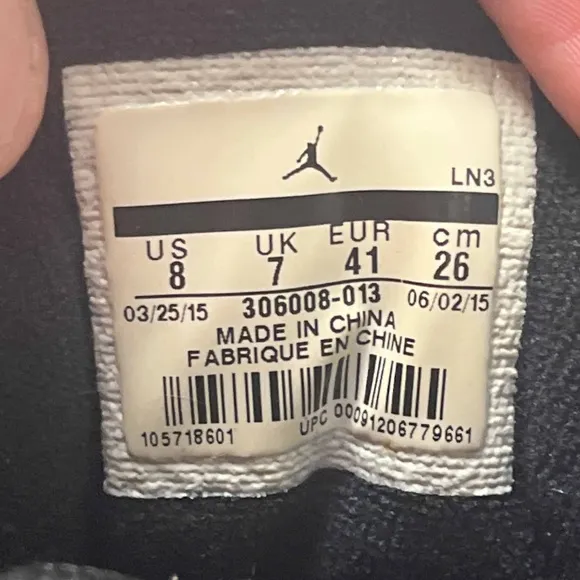 LN3
US UK EUR cm
8 7 41 26
03/25/15 306008-013 06/02/15
MADE IN CHINA
FABRIQUE EN CHINE
105718601 UPC 00091206779661